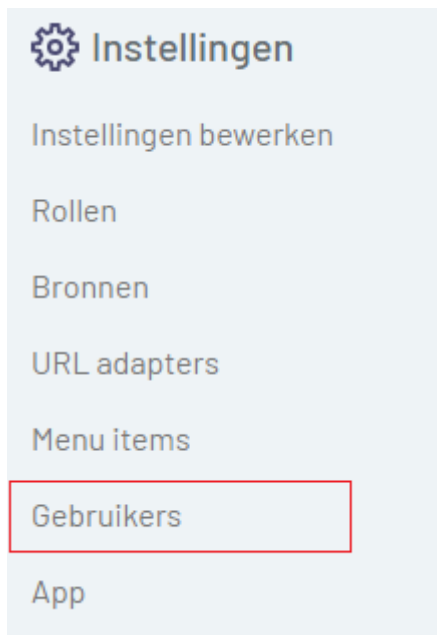 Instellingen
Instellingen bewerken
Rollen
Bronnen
URL adapters
Menu items
Gebruikers
App